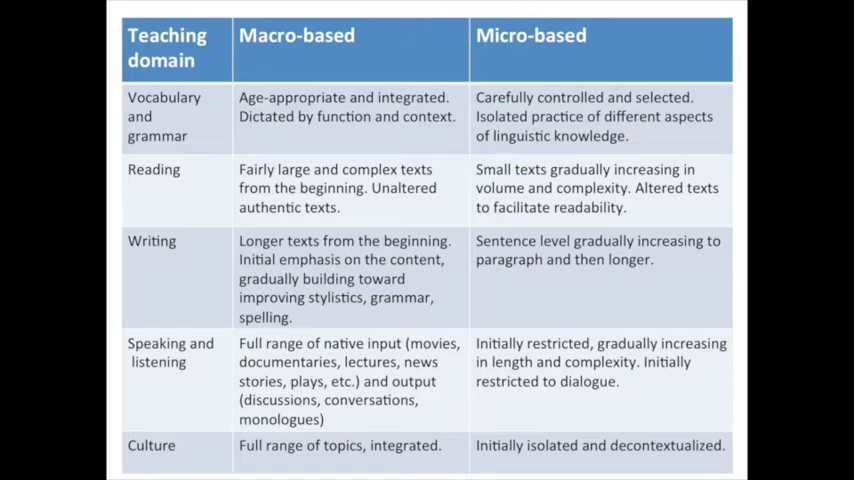 Teaching domain
Macro-based
Micro-based
Vocabulary
and
grammar
Age-appropriate and integrated.
Dictated by function and context.
Carefully controlled and selected.
Isolated practice of different aspects
of linguistic knowledge.
Reading
Fairly large and complex texts
from the beginning. Unaltered
authentic texts.
Small texts gradually increasing in
volume and complexity. Altered texts
to facilitate readability.
Writing
Longer texts from the beginning.
Initial emphasis on the content,
gradually building toward
improving stylistics, grammar,
spelling.
Sentence level gradually increasing to
paragraph and then longer.
Speaking and
listening
Full range of native input (movies,
documentaries, lectures, news
stories, plays, etc.) and output
(discussions, conversations,
monologues)
Initially restricted, gradually increasing
in length and complexity. Initially
restricted to dialogue.
Culture
Full range of topics, integrated.
Initially isolated and decontextualized.